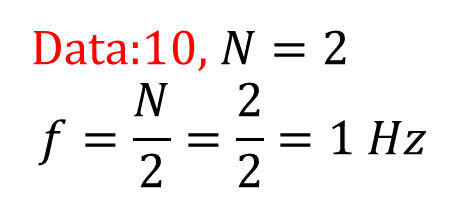 Data:10, N = 2
f = N/2 = 2/2 = 1 Hz